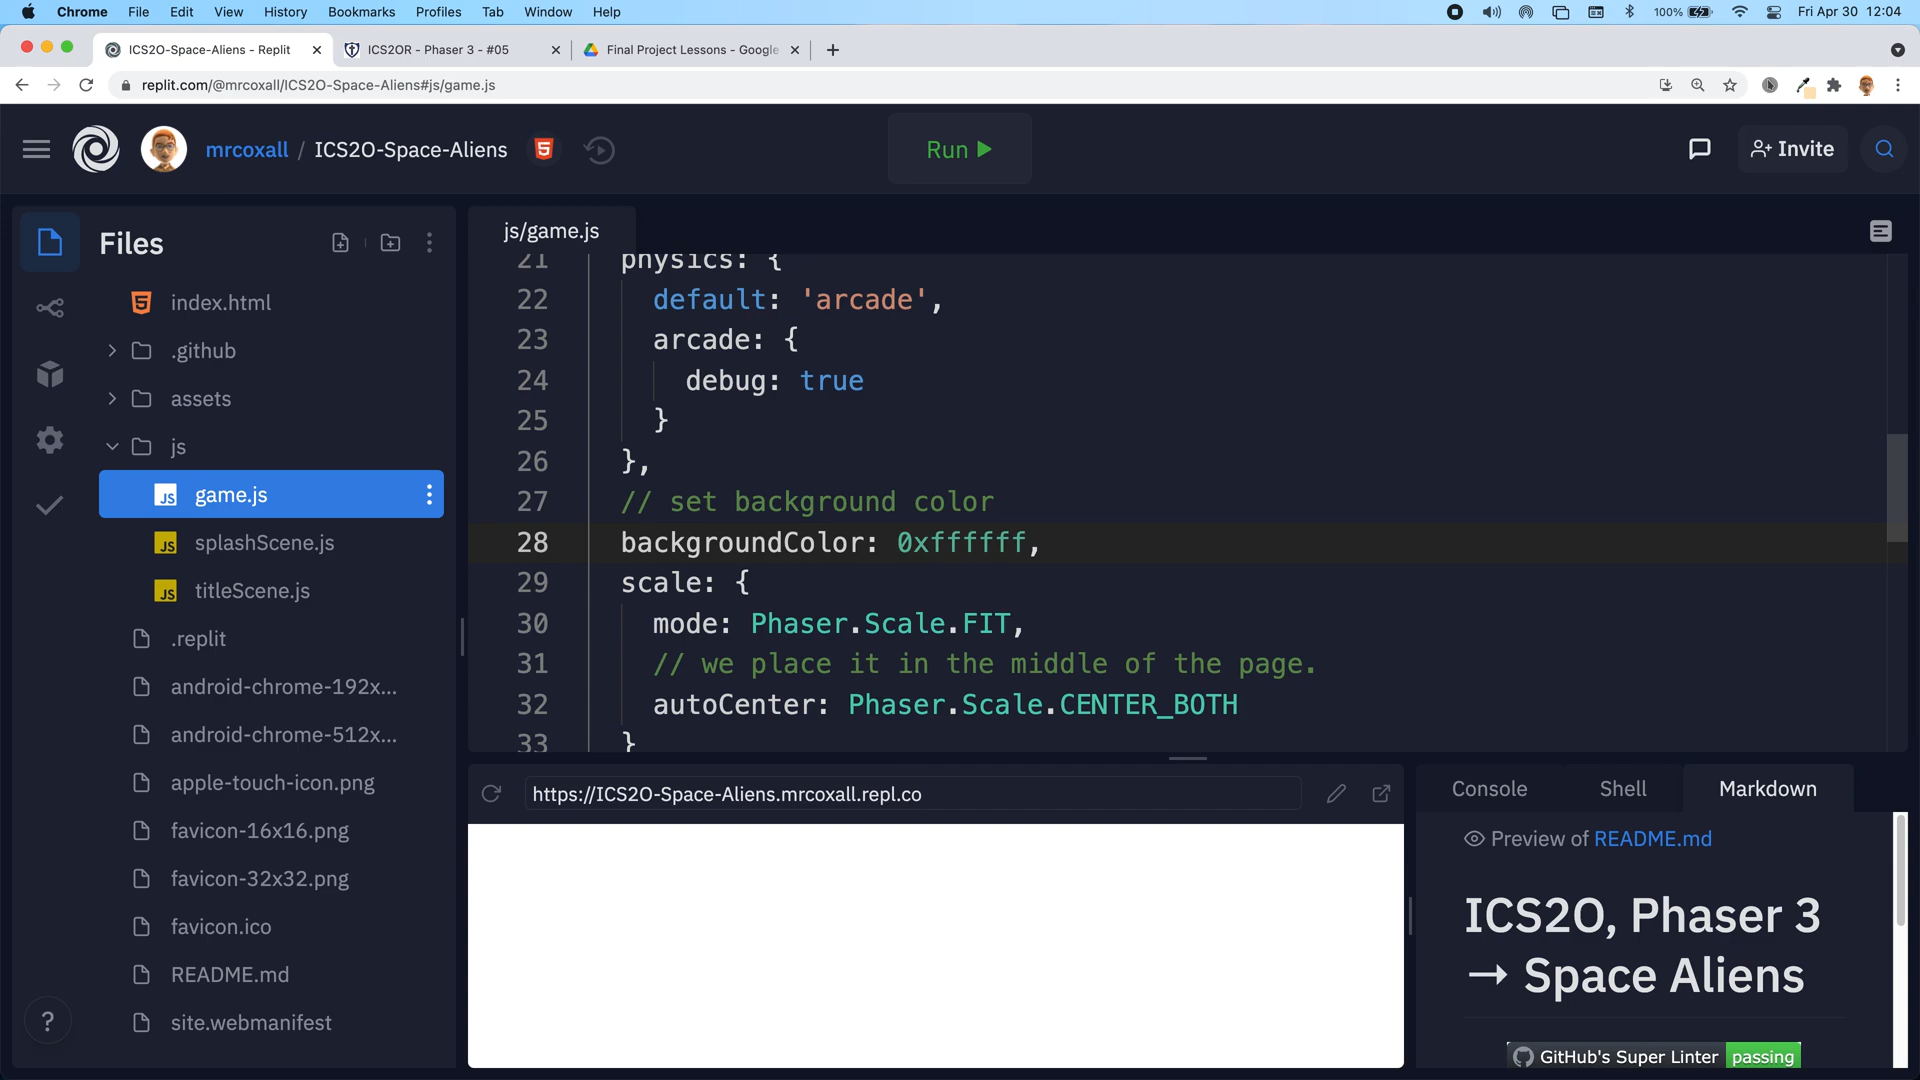 Chrome File Edit View History Bookmarks Profiles Tab Window Help 100% Fri Apr 30 12:04
ICS2O-Space-Aliens - Replit ICS2OR - Phaser 3 - #05 Final Project Lessons - Google
replit.com/@mrcoxall/ICS2O-Space-Aliens#js/game.js
mrcoxall / ICS2O-Space-Aliens Run Invite
Files
index.html
.github
assets
js
game.js
splashScene.js
titleScene.js
.replit
android-chrome-192x...
android-chrome-512x...
apple-touch-icon.png
favicon-16x16.png
favicon-32x32.png
favicon.ico
README.md
site.webmanifest
?
js/game.js
21 physics: {
22 default: 'arcade',
23 arcade: {
24 debug: true
25 }
26 },
27 // set background color
28 backgroundColor: 0xffffff,
29 scale: {
30 mode: Phaser.Scale.FIT,
31 // we place it in the middle of the page.
32 autoCenter: Phaser.Scale.CENTER_BOTH
33 }
https://ICS2O-Space-Aliens.mrcoxall.repl.co
Console Shell Markdown
Preview of README.md
ICS2O, Phaser 3
→ Space Aliens
GitHub's Super Linter passing